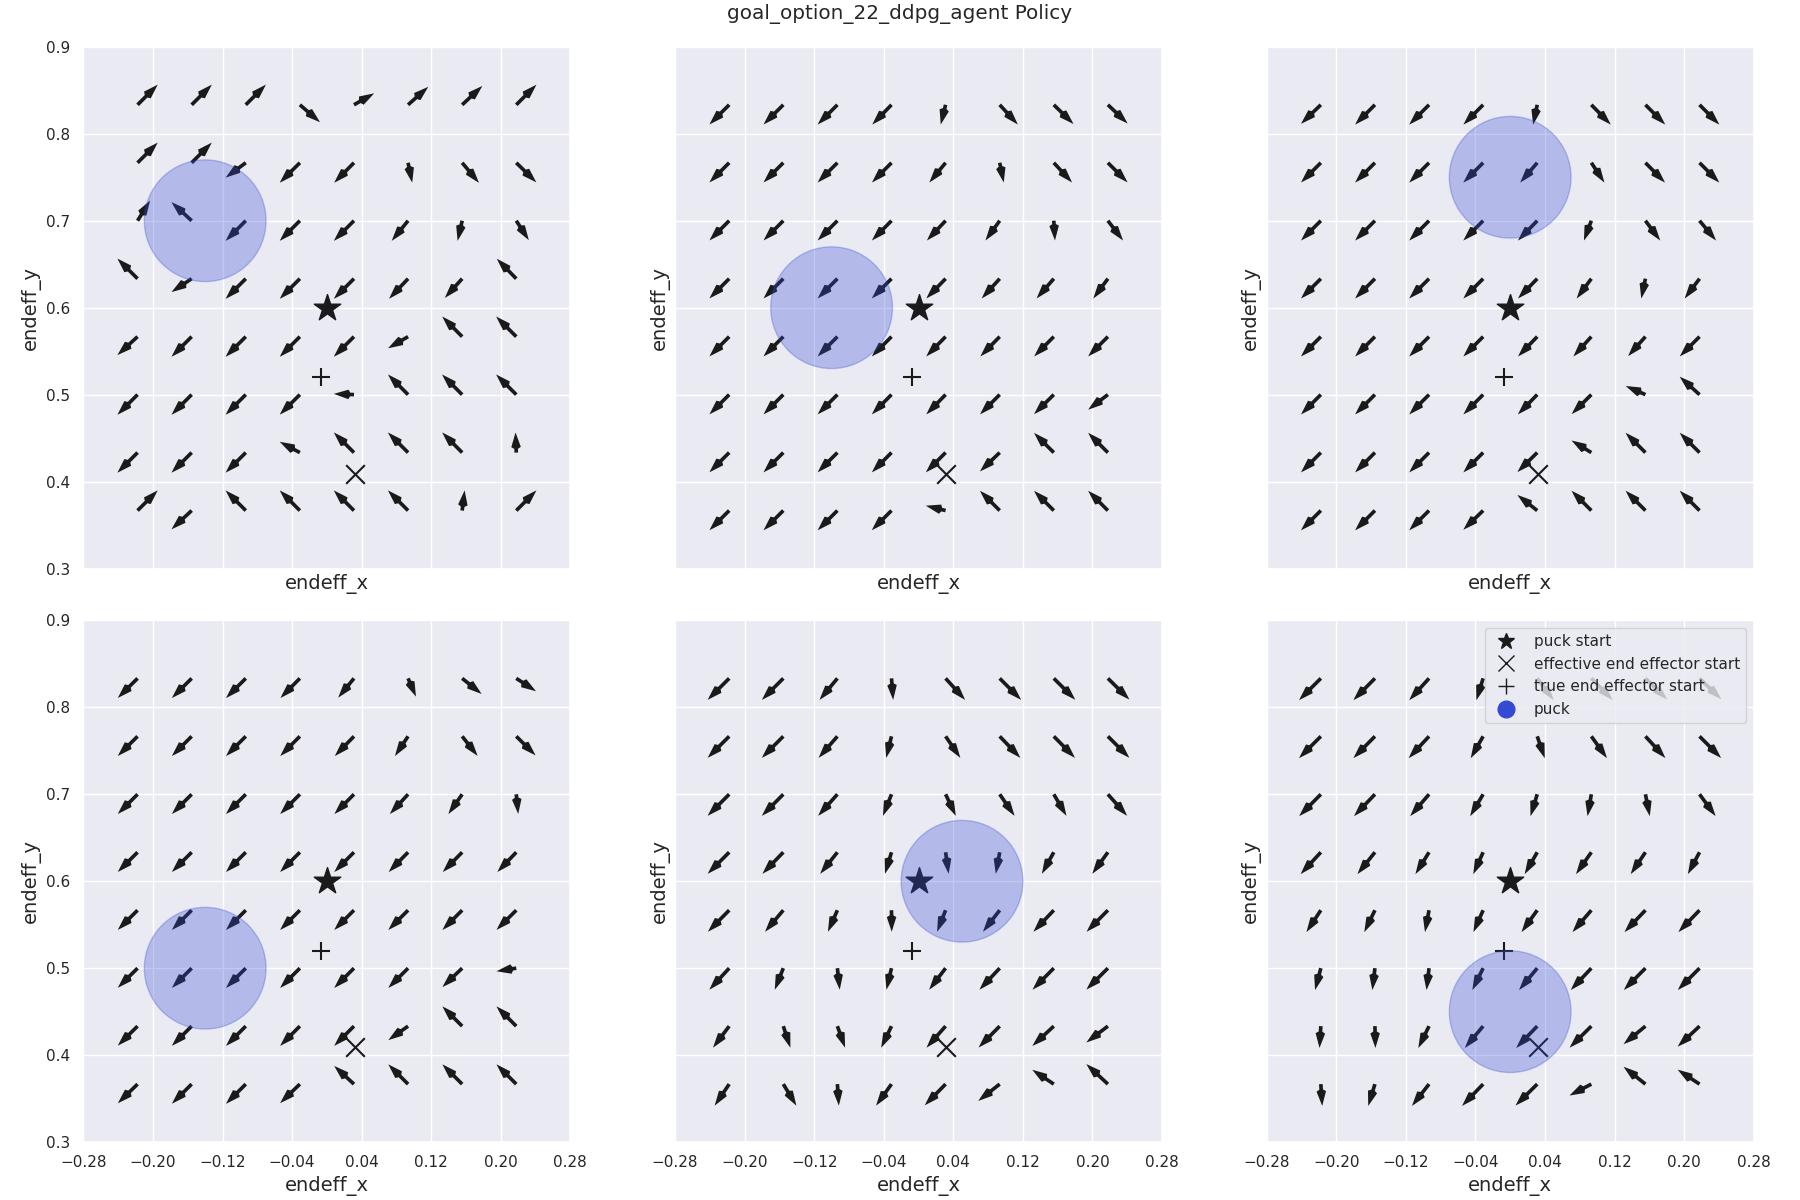 goal_option_22_ddpg_agent Policy
0.9
0.8
0.7
0.6
0.5
0.4
0.3
endeff_y
endeff_x
endeff_y
endeff_x
endeff_y
endeff_x
0.9
0.8
0.7
0.6
0.5
0.4
0.3
endeff_y
−0.28 −0.20 −0.12 −0.04 0.04 0.12 0.20 0.28
endeff_x
endeff_y
−0.28 −0.20 −0.12 −0.04 0.04 0.12 0.20 0.28
endeff_x
puck start
effective end effector start
true end effector start
puck
endeff_y
−0.28 −0.20 −0.12 −0.04 0.04 0.12 0.20 0.28
endeff_x